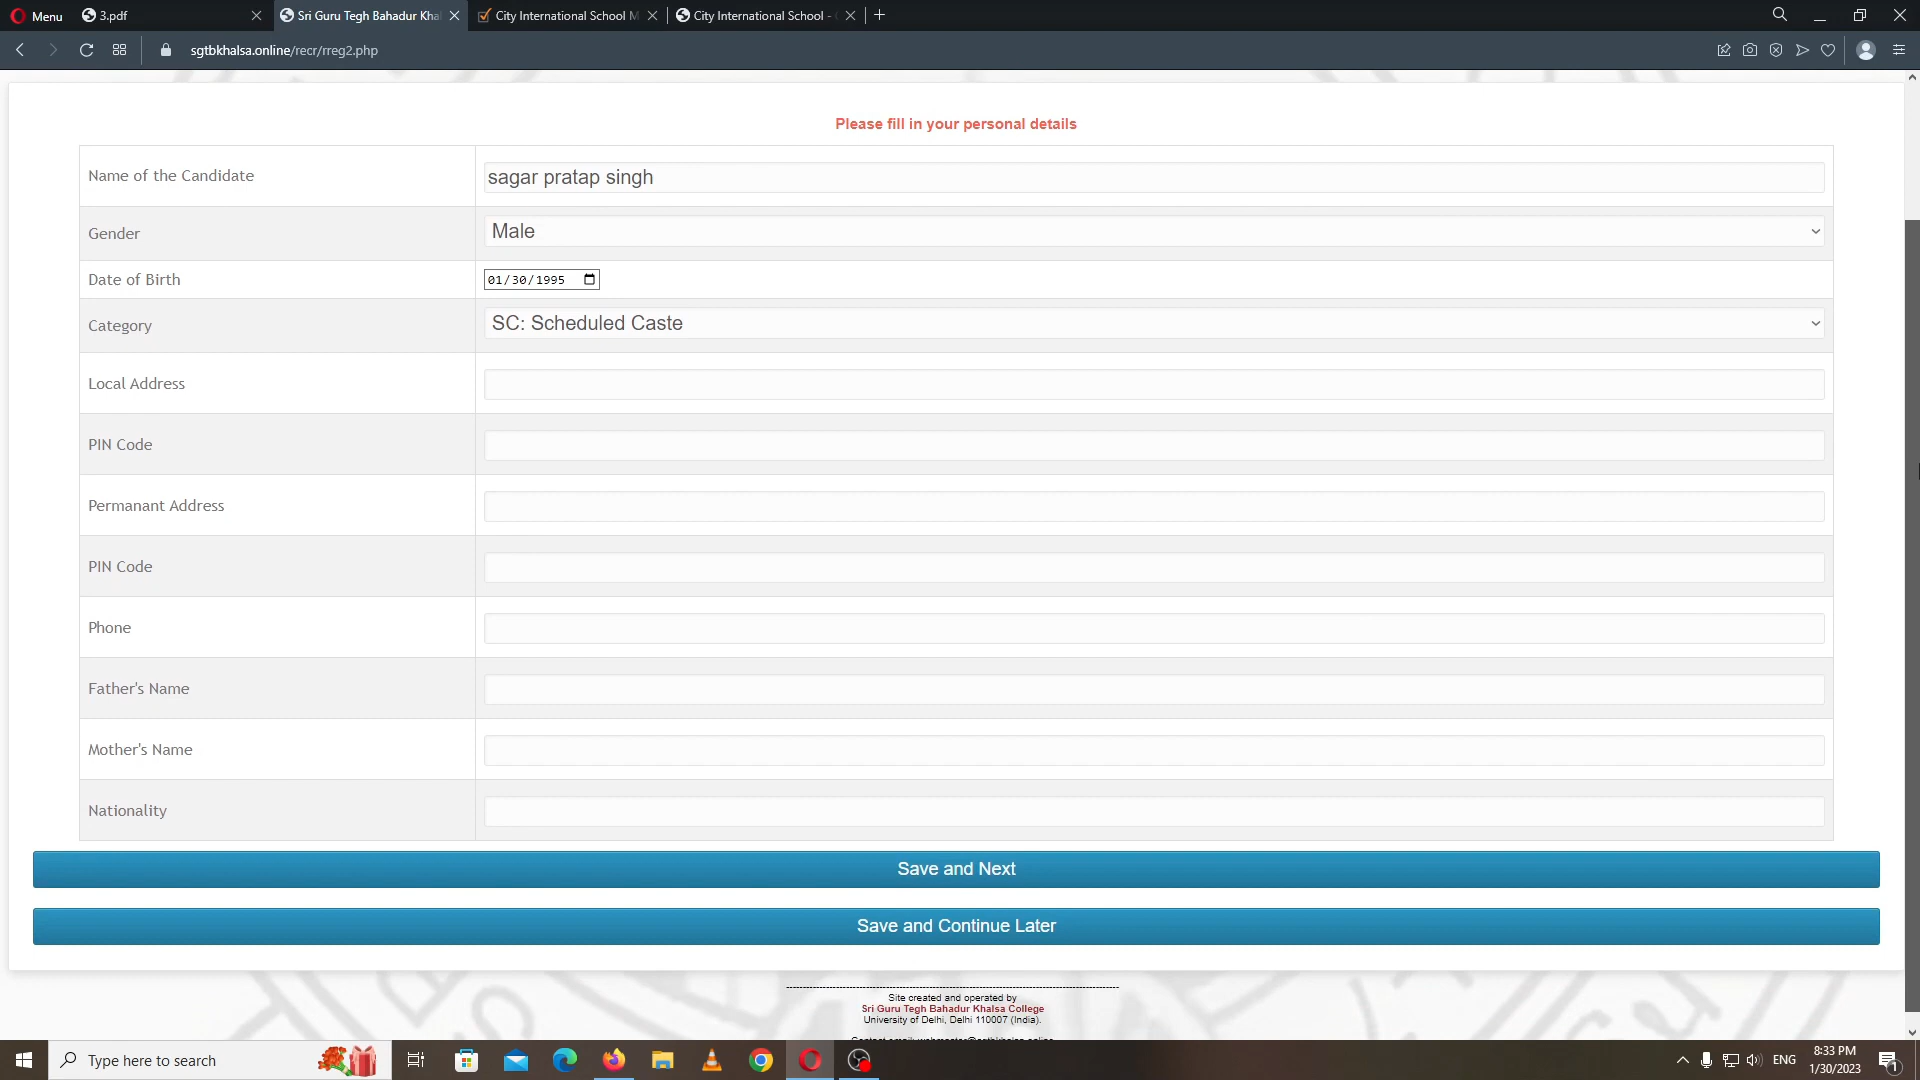 Menu
3.pdf
Sri Guru Tegh Bahadur Kha
City International School M
City International School -
sgtbkhalsa.online/recr/rreg2.php
Please fill in your personal details
Name of the Candidate
sagar pratap singh
Gender
Male
Date of Birth
01/30/1995
Category
SC: Scheduled Caste
Local Address
PIN Code
Permanant Address
PIN Code
Phone
Father's Name
Mother's Name
Nationality
Save and Next
Save and Continue Later
Site created and operated by
Sri Guru Tegh Bahadur Khalsa College
University of Delhi, Delhi 110007 (India).
Type here to search
ENG
8:33 PM
1/30/2023
1